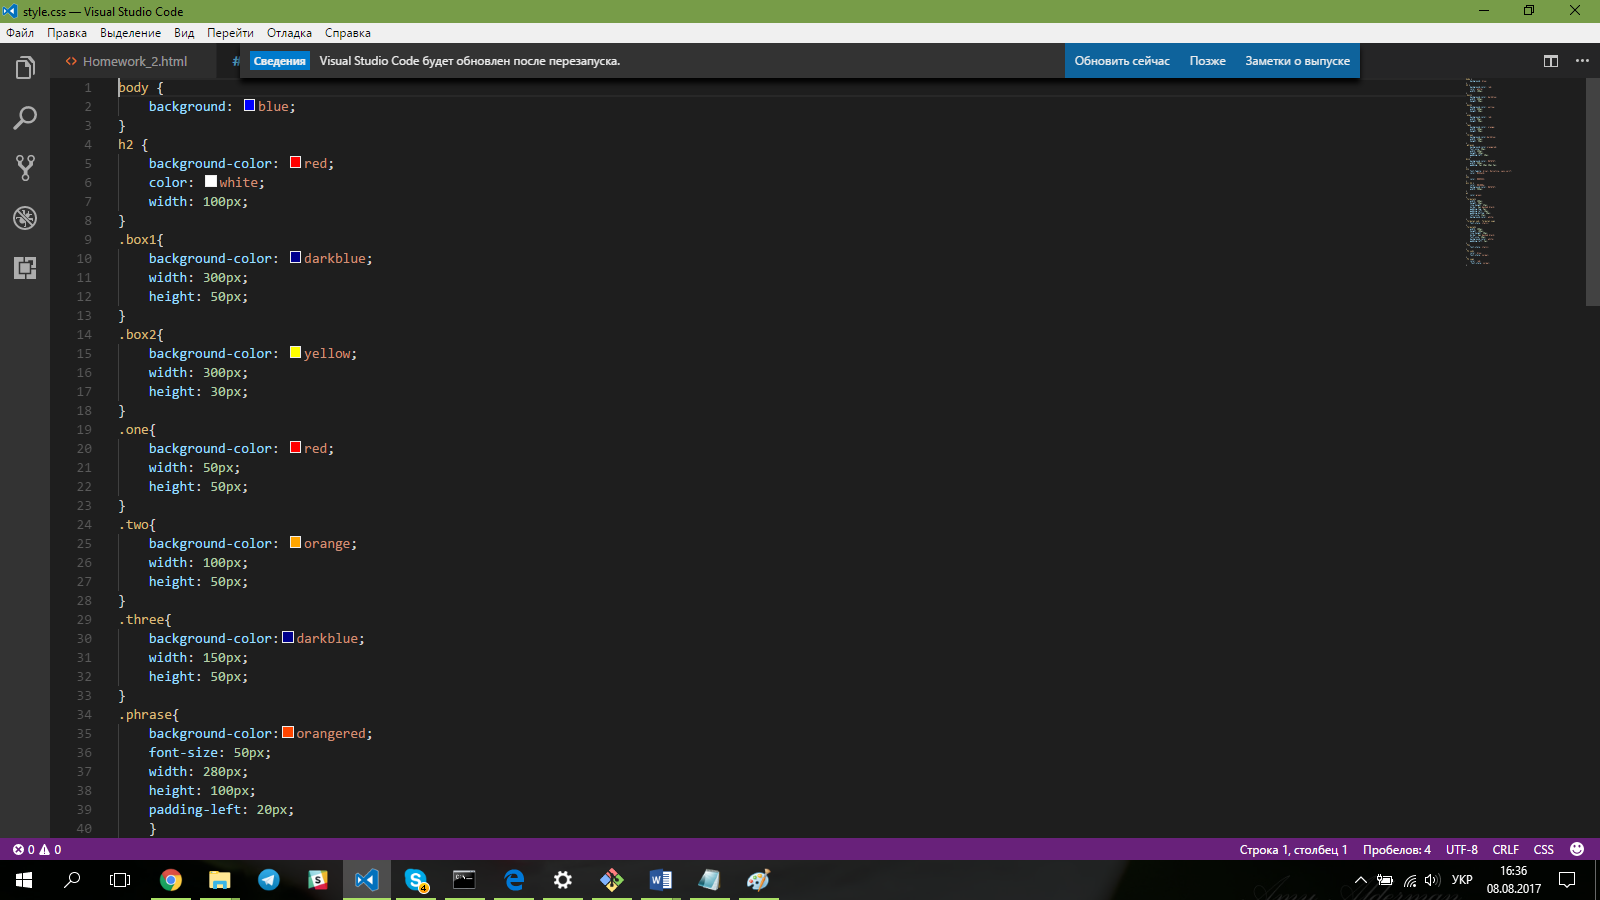 style.css — Visual Studio Code
Файл Правка Выделение Вид Перейти Отладка Справка
<> Homework_2.html #
Сведения Visual Studio Code будет обновлен после перезапуска. Обновить сейчас Позже Заметки о выпуске
1 body {
2 background: blue;
3 }
4 h2 {
5 background-color: red;
6 color: white;
7 width: 100px;
8 }
9 .box1{
10 background-color: darkblue;
11 width: 300px;
12 height: 50px;
13 }
14 .box2{
15 background-color: yellow;
16 width: 300px;
17 height: 30px;
18 }
19 .one{
20 background-color: red;
21 width: 50px;
22 height: 50px;
23 }
24 .two{
25 background-color: orange;
26 width: 100px;
27 height: 50px;
28 }
29 .three{
30 background-color: darkblue;
31 width: 150px;
32 height: 50px;
33 }
34 .phrase{
35 background-color: orangered;
36 font-size: 50px;
37 width: 280px;
38 height: 100px;
39 padding-left: 20px;
40 }
0 0 Строка 1, столбец 1 Пробелов: 4 UTF-8 CRLF CSS
4 УКР 16:36
08.08.2017